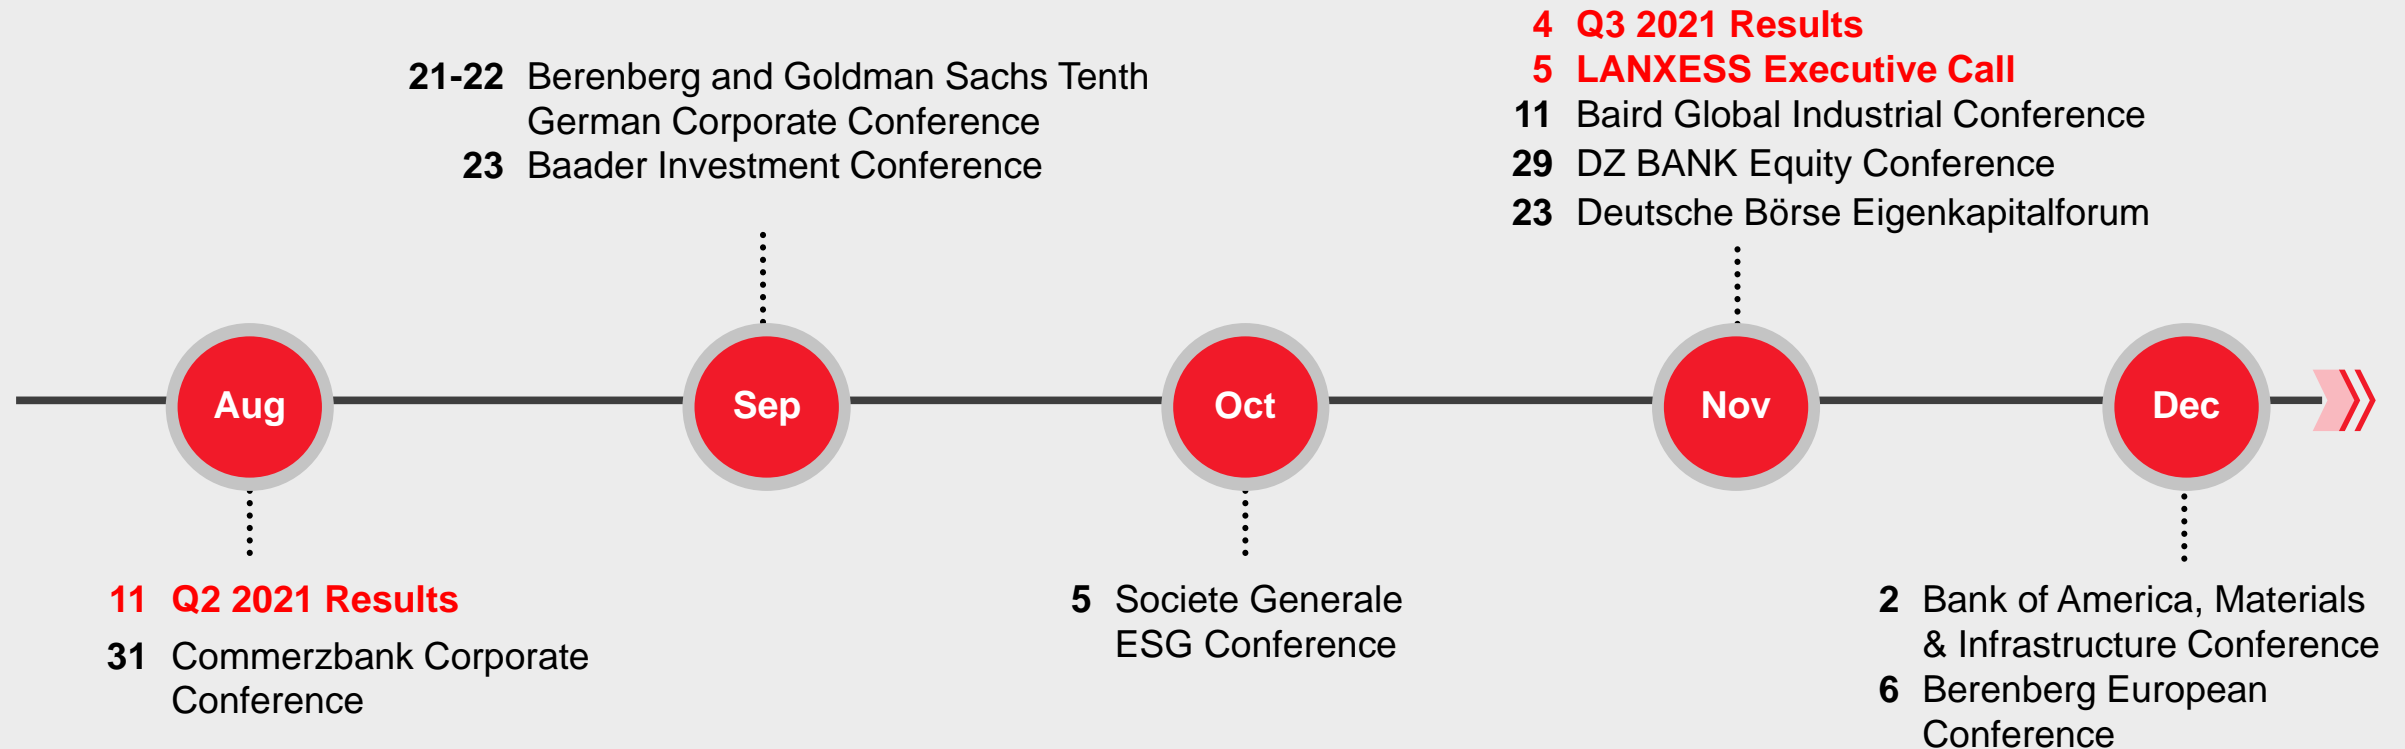 4 Q3 2021 Results
5 LANXESS Executive Call
11 Baird Global Industrial Conference
29 DZ BANK Equity Conference
23 Deutsche Börse Eigenkapitalforum
21-22 Berenberg and Goldman Sachs Tenth
German Corporate Conference
23 Baader Investment Conference
Aug
Sep
Oct
Nov
Dec
11 Q2 2021 Results
31 Commerzbank Corporate
Conference
5 Societe Generale
ESG Conference
2 Bank of America, Materials
& Infrastructure Conference
6 Berenberg European
Conference